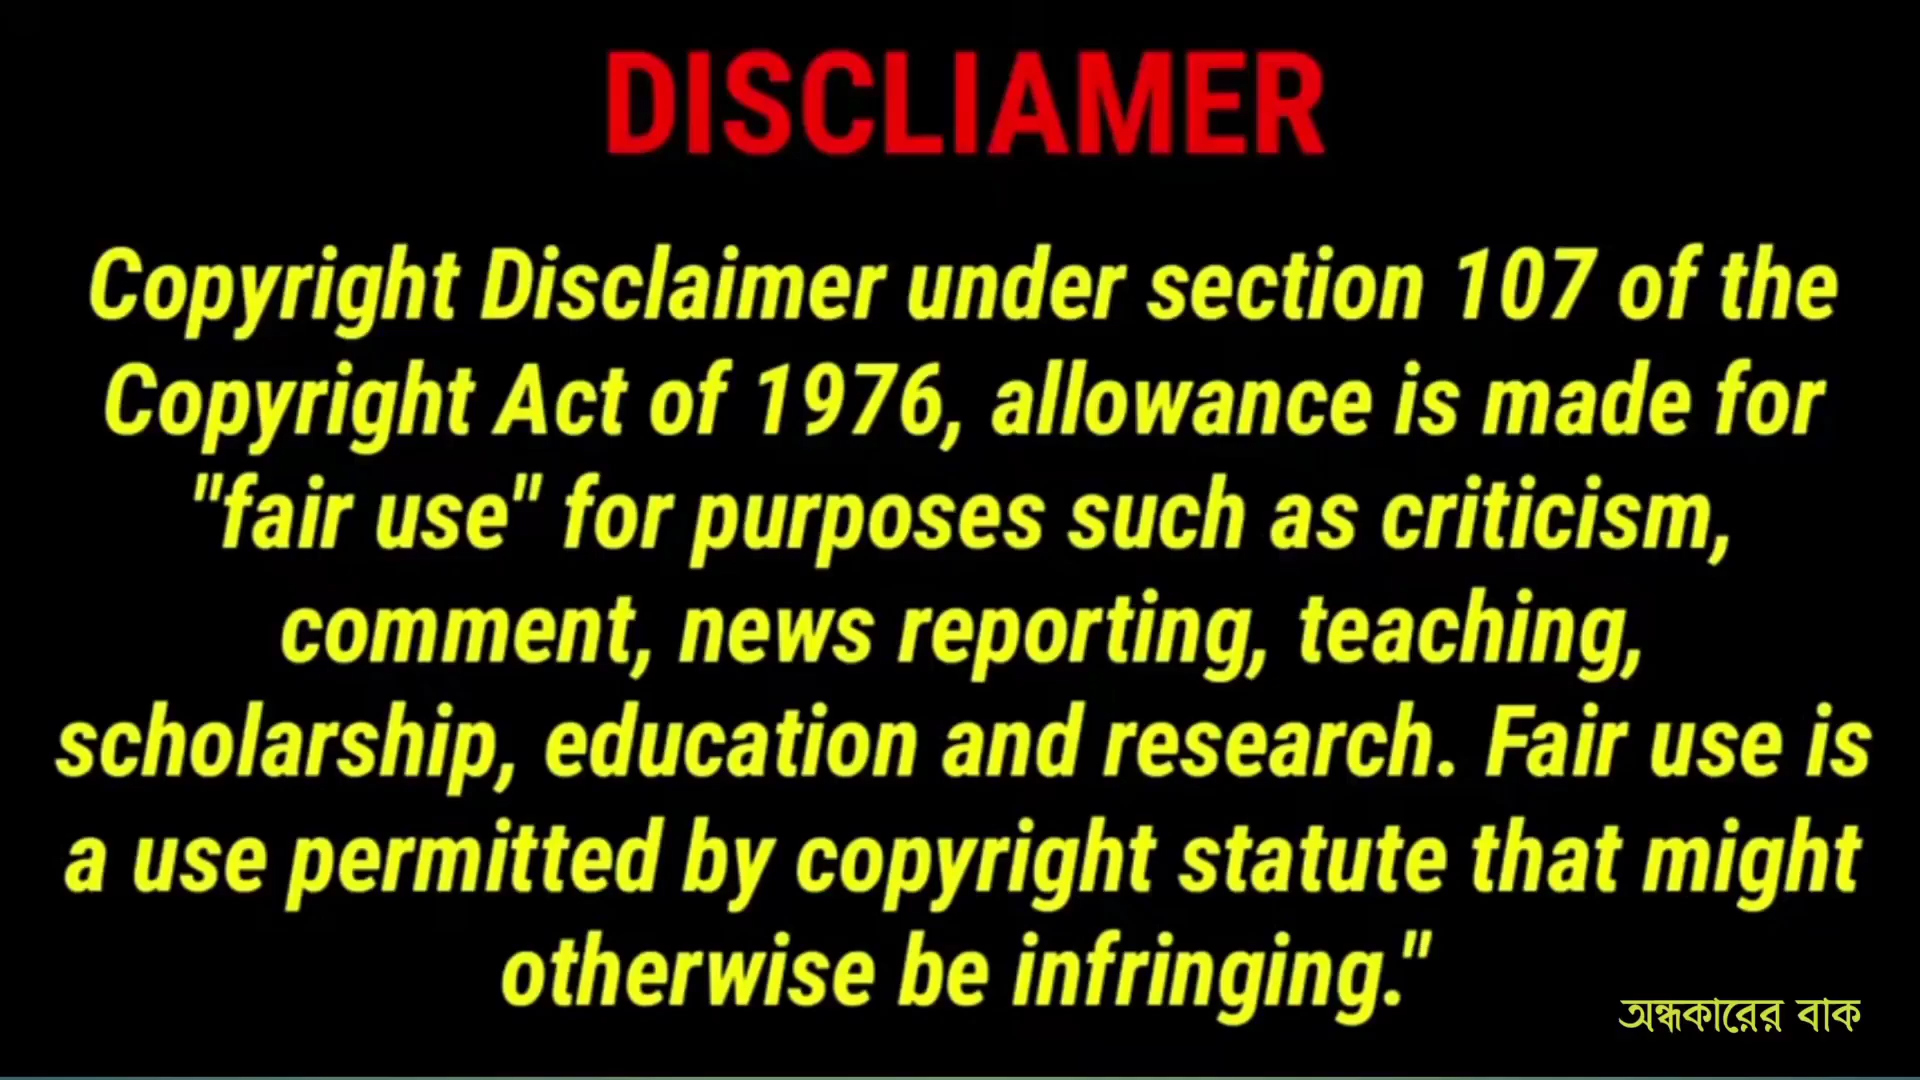 DISCLIAMER
Copyright Disclaimer under section 107 of the
Copyright Act of 1976, allowance is made for
"fair use" for purposes such as criticism,
comment, news reporting, teaching,
scholarship, education and research. Fair use is
a use permitted by copyright statute that might
otherwise be infringing."
অন্ধকারের বাক